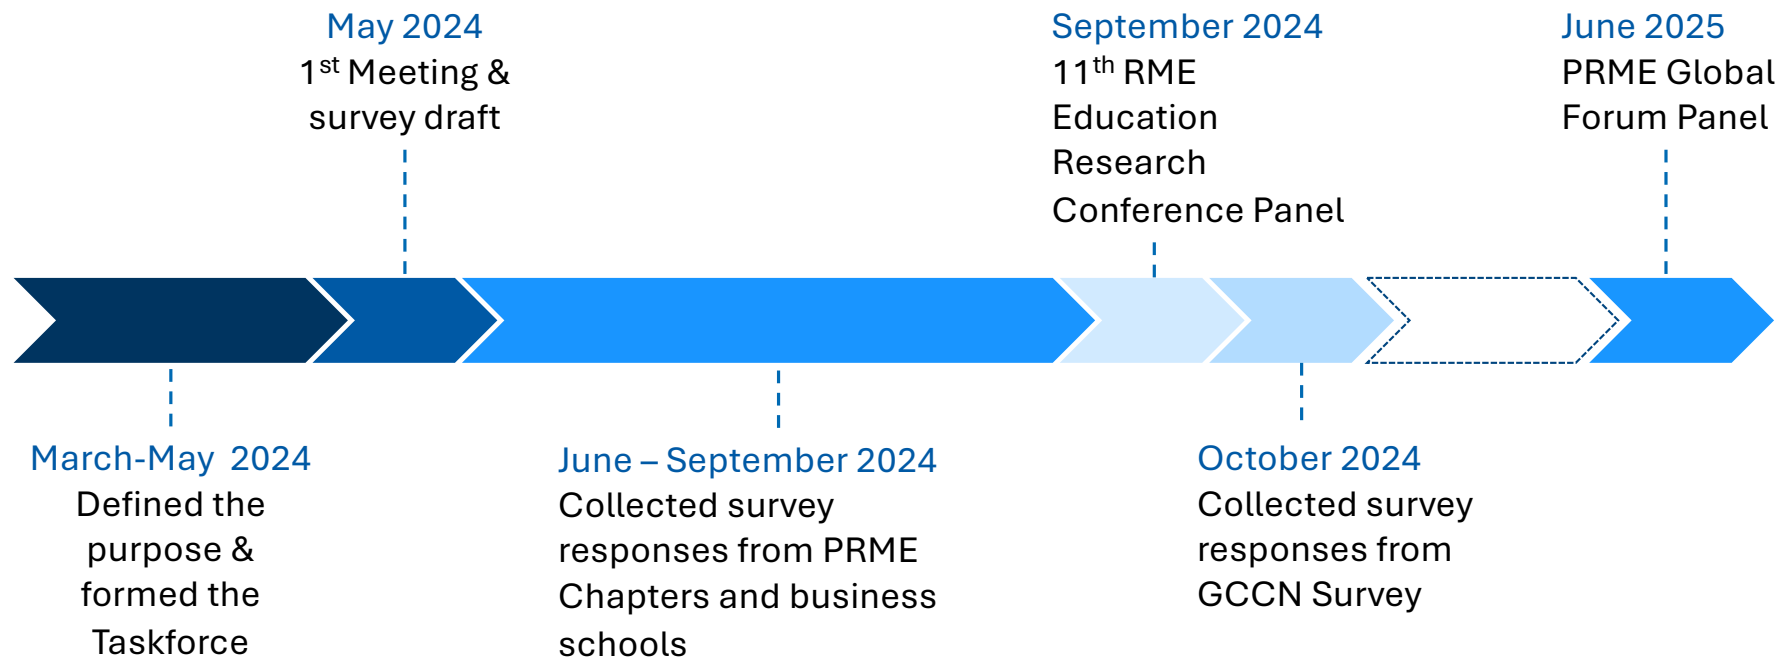 May 2024
1st Meeting &
survey draft
September 2024
11th RME
Education
Research
Conference Panel
June 2025
PRME Global
Forum Panel
March-May  2024
Defined the
purpose &
formed the
Taskforce
June – September 2024
Collected survey
responses from PRME
Chapters and business
schools
October 2024
Collected survey
responses from
GCCN Survey